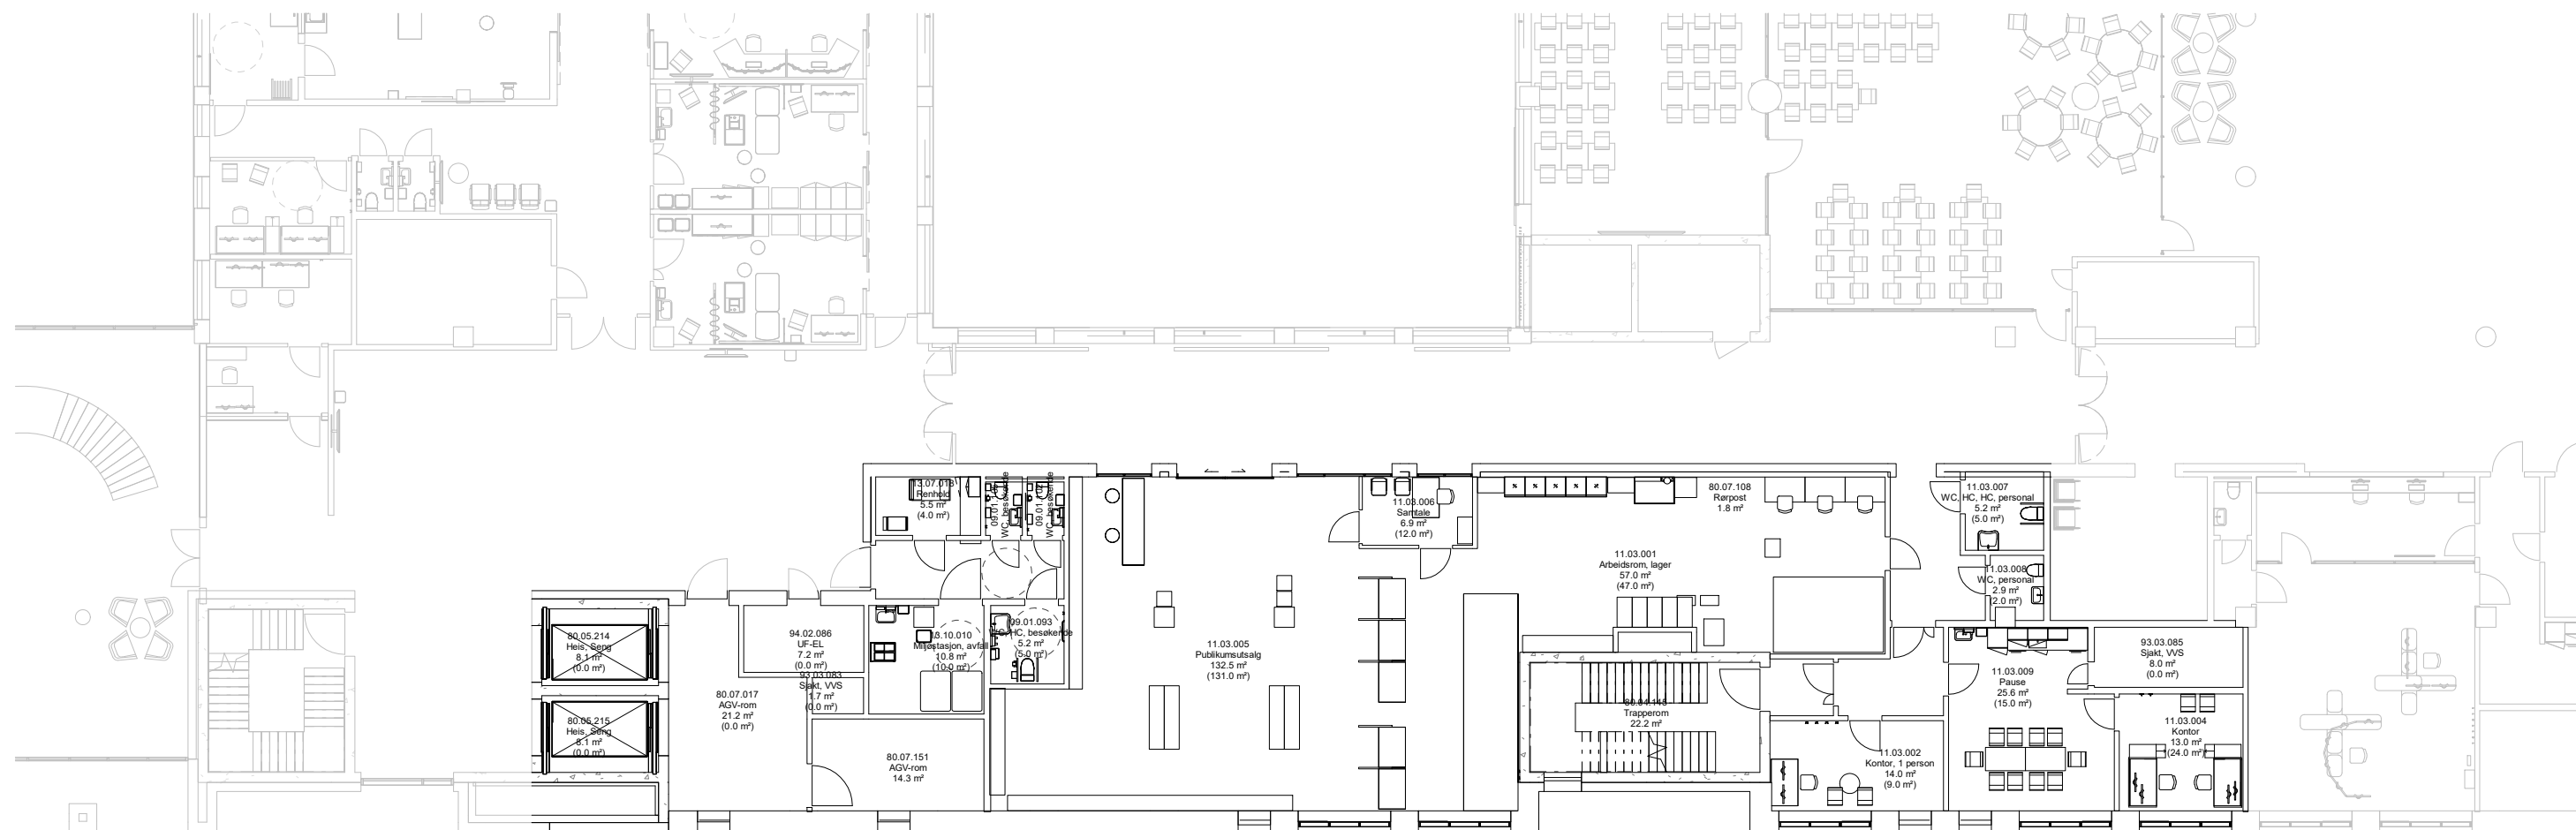 13.07.018
Renhold
5.5 m²
(4.0 m²)
WC, besøkende
WC, besøkende
11.03.006
Samtale
6.9 m²
(12.0 m²)
80.07.108
Rørpost
1.8 m²
11.03.007
WC, HC, HC, personal
5.2 m²
(5.0 m²)
11.03.001
Arbeidsrom, lager
57.0 m²
(47.0 m²)
11.03.008
WC, personal
2.9 m²
(2.0 m²)
80.05.214
Heis, Seng
8.1 m²
(0.0 m²)
94.02.086
UF-EL
7.2 m²
(0.0 m²)
93.03.083
Sjakt, VVS
1.7 m²
(0.0 m²)
13.10.010
Miljøstasjon, avfall
10.8 m²
(10.0 m²)
09.01.093
WC, HC, besøkende
5.2 m²
(5.0 m²)
11.03.005
Publikumsutsalg
132.5 m²
(131.0 m²)
80.07.017
AGV-rom
21.2 m²
(0.0 m²)
80.05.215
Heis, Seng
8.1 m²
(0.0 m²)
80.07.151
AGV-rom
14.3 m²
Trapperom
22.2 m²
11.03.002
Kontor, 1 person
14.0 m²
(9.0 m²)
11.03.009
Pause
25.6 m²
(15.0 m²)
93.03.085
Sjakt, VVS
8.0 m²
(0.0 m²)
11.03.004
Kontor
13.0 m²
(24.0 m²)